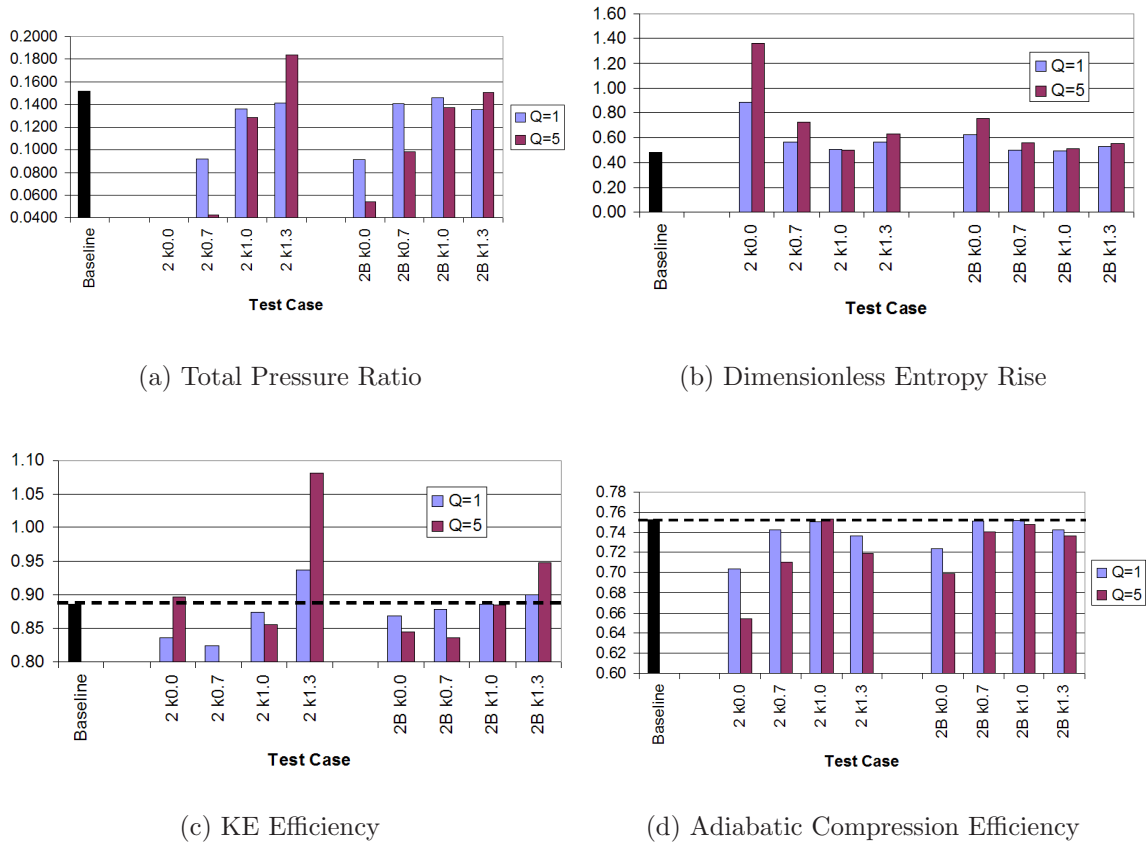 0.2000
0.1800
0.1600
0.1400
0.1200
0.1000
0.0800
0.0600
0.0400
Q=1
Q=5
Baseline
2 k0.0
2 k0.7
2 k1.0
2 k1.3
2B k0.0
2B k0.7
2B k1.0
2B k1.3
Test Case
(a) Total Pressure Ratio
1.60
1.40
1.20
1.00
0.80
0.60
0.40
0.20
0.00
Q=1
Q=5
Baseline
2 k0.0
2 k0.7
2 k1.0
2 k1.3
2B k0.0
2B k0.7
2B k1.0
2B k1.3
Test Case
(b) Dimensionless Entropy Rise
1.10
1.05
1.00
0.95
0.90
0.85
0.80
Q=1
Q=5
Baseline
2 k0.0
2 k0.7
2 k1.0
2 k1.3
2B k0.0
2B k0.7
2B k1.0
2B k1.3
Test Case
(c) KE Efficiency
0.78
0.76
0.74
0.72
0.70
0.68
0.66
0.64
0.62
0.60
Q=1
Q=5
Baseline
2 k0.0
2 k0.7
2 k1.0
2 k1.3
2B k0.0
2B k0.7
2B k1.0
2B k1.3
Test Case
(d) Adiabatic Compression Efficiency